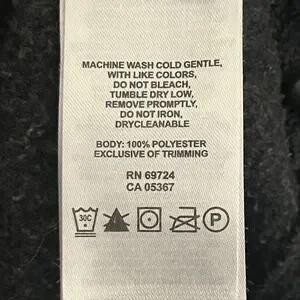 MACHINE WASH COLD GENTLE,
WITH LIKE COLORS,
DO NOT BLEACH,
TUMBLE DRY LOW,
REMOVE PROMPTLY,
DO NOT IRON,
DRYCLEANABLE
BODY: 100% POLYESTER
EXCLUSIVE OF TRIMMING
RN 69724
CA 05367
30C P